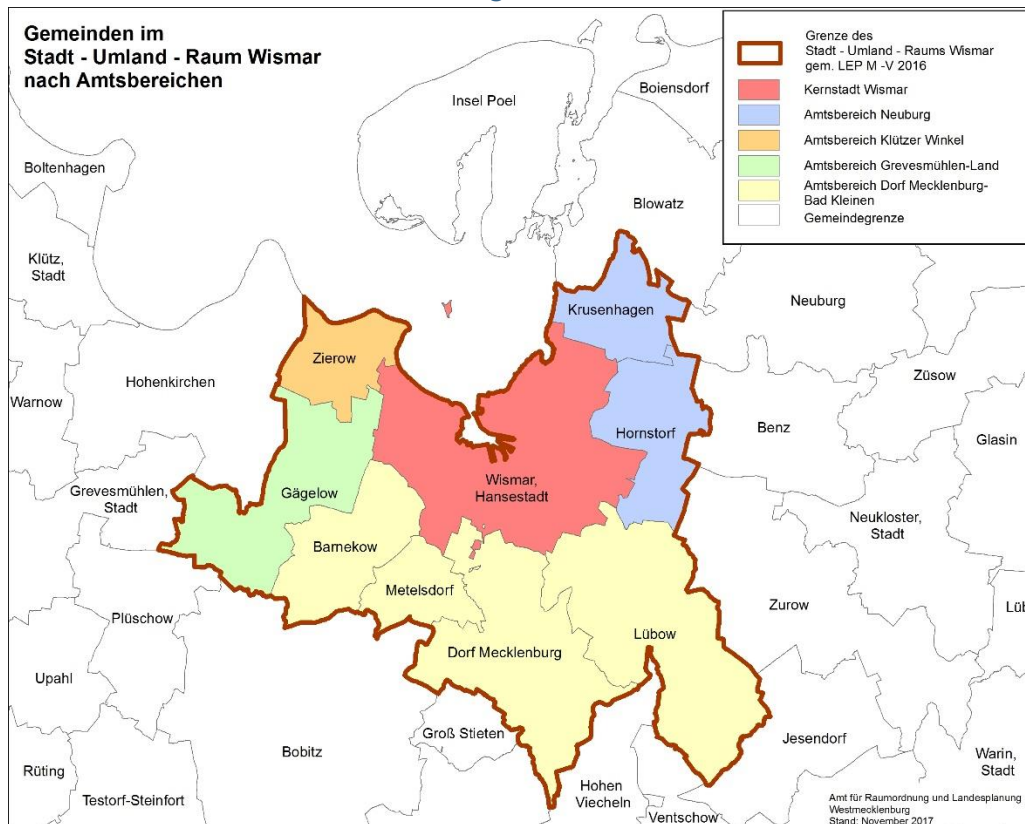 Gemeinden im
Stadt - Umland - Raum Wismar
nach Amtsbereichen
Grenze des
Stadt - Umland - Raums Wismar
gem. LEP M -V 2016
Kernstadt Wismar
Amtsbereich Neuburg
Amtsbereich Klützer Winkel
Amtsbereich Grevesmühlen-Land
Amtsbereich Dorf Mecklenburg-
Bad Kleinen
Gemeindegrenze
Insel Poel
Boiensdorf
Boltenhagen
Blowatz
Klütz,
Stadt
Neuburg
Krusenhagen
Zierow
Hohenkirchen
Züsow
Warnow
Benz
Hornstorf
Glasin
Wismar,
Hansestadt
Grevesmühlen,
Stadt
Gägelow
Neukloster,
Stadt
Barnekow
Metelsdorf
Zurow
Lüb
Plüschow
Lübow
Dorf Mecklenburg
Upahl
Groß Stieten
Jesendorf
Bobitz
Warin,
Stadt
Rüting
Hohen
Viecheln
Testorf-Steinfort
Ventschow
Amt für Raumordnung und Landesplanung
Westmecklenburg
Stand: November 2017